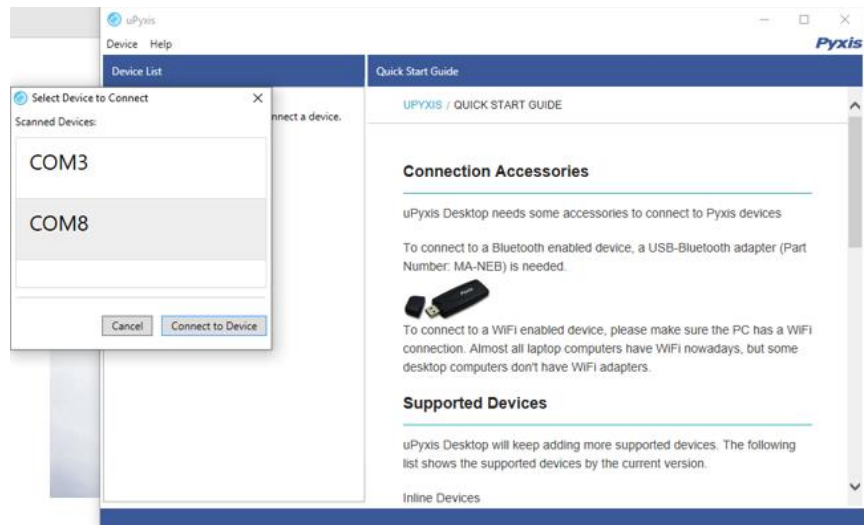 uPyxis
Device Help
Pyxis
Device List
Quick Start Guide
nnect a device.
Select Device to Connect
Scanned Devices:
COM3
COM8
Cancel
Connect to Device
UPYXIS / QUICK START GUIDE
Connection Accessories
uPyxis Desktop needs some accessories to connect to Pyxis devices
To connect to a Bluetooth enabled device, a USB-Bluetooth adapter (Part
Number: MA-NEB) is needed.
To connect to a WiFi enabled device, please make sure the PC has a WiFi
connection. Almost all laptop computers have WiFi nowadays, but some
desktop computers don't have WiFi adapters.
Supported Devices
uPyxis Desktop will keep adding more supported devices. The following
list shows the supported devices by the current version.
Inline Devices